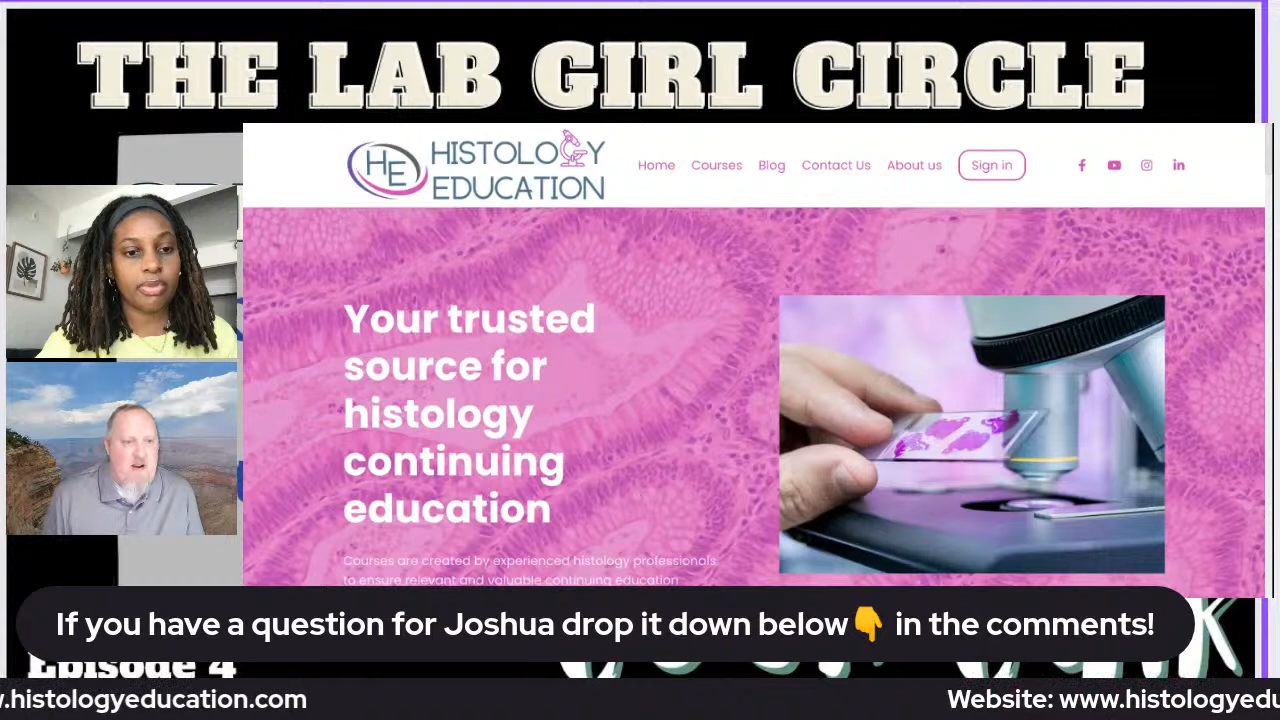 THE LAB GIRL CIRCLE
HE HISTOLOGY
EDUCATION
Home Courses Blog Contact Us About us Sign in
Your trusted
source for
histology
continuing
education
Courses are created by experienced histology professionals
to ensure relevant and valuable continuing education
If you have a question for Joshua drop it down below👇 in the comments!
Episode 4
.histologyeducation.com
Website: www.histologyedu